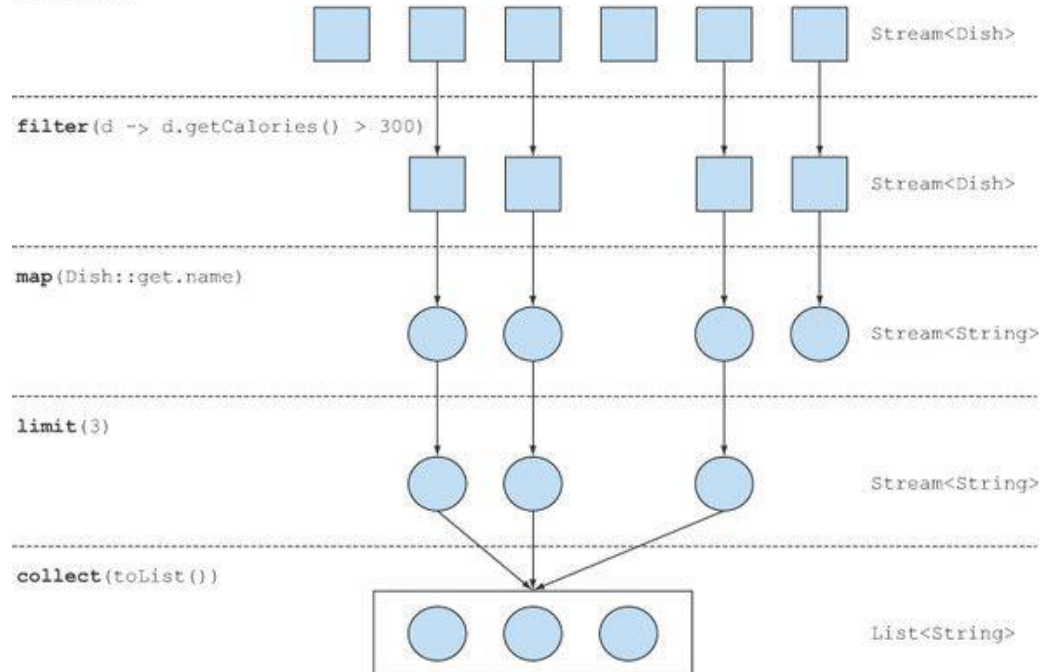 Stream<Dish>
filter(d -> d.getCalories() > 300)
Stream<Dish>
map(Dish::get.name)
Stream<String>
limit(3)
Stream<String>
collect(toList())
List<String>